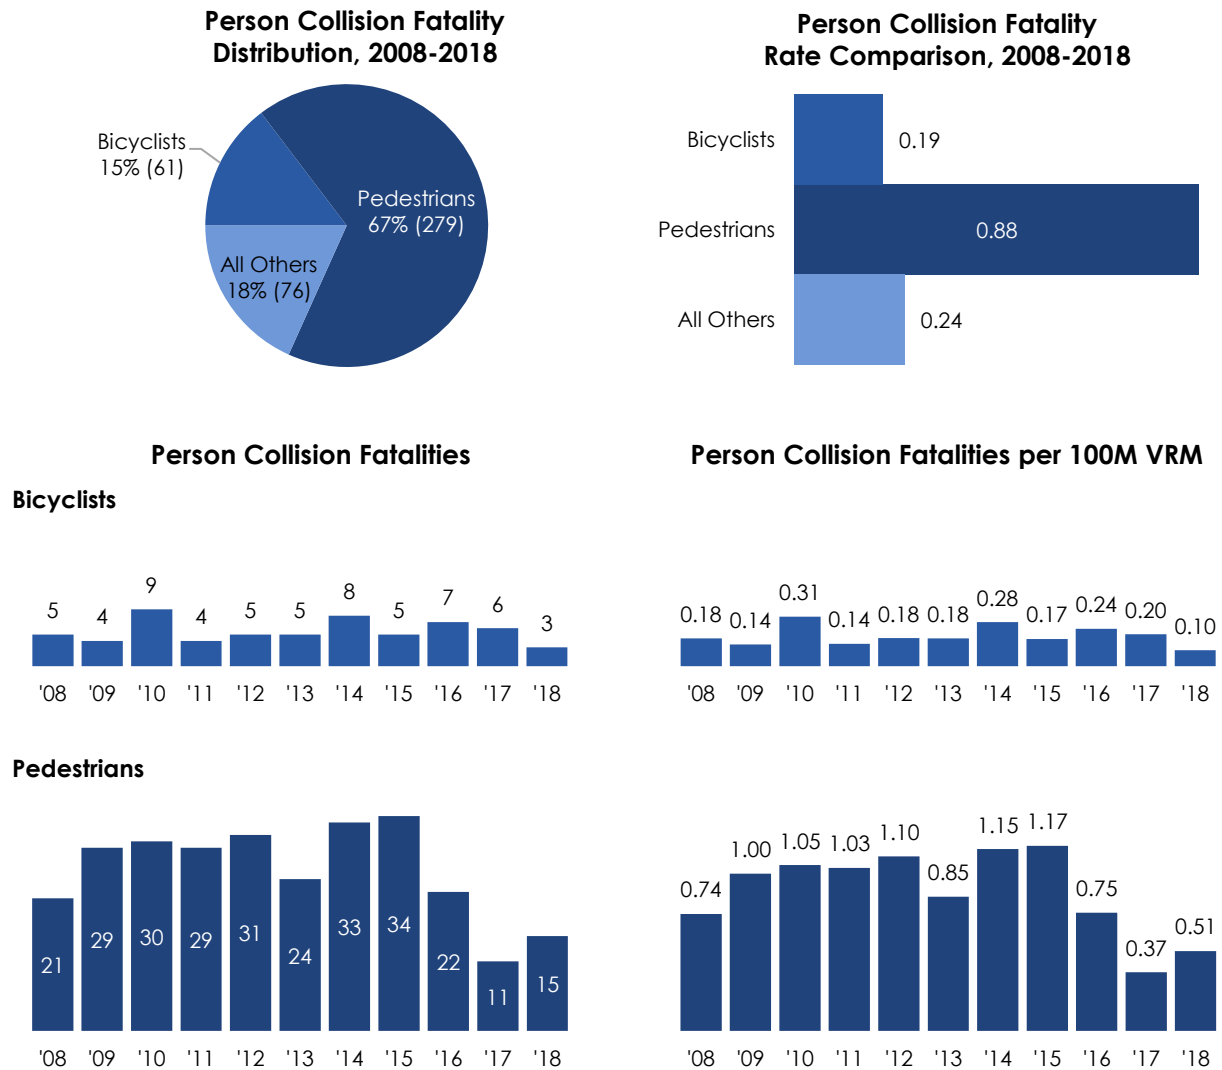 Person Collision Fatality
Distribution, 2008-2018
Bicyclists
15% (61)
Pedestrians
67% (279)
All Others
18% (76)
Person Collision Fatality
Rate Comparison, 2008-2018
Bicyclists
0.19
Pedestrians
0.88
All Others
0.24
Person Collision Fatalities
Bicyclists
5 4 9 4 5 5 8 5 7 6 3
'08 '09 '10 '11 '12 '13 '14 '15 '16 '17 '18
Pedestrians
21 29 30 29 31 24 33 34 22 11 15
'08 '09 '10 '11 '12 '13 '14 '15 '16 '17 '18
Person Collision Fatalities per 100M VRM
0.18 0.14 0.31 0.14 0.18 0.18 0.28 0.17 0.24 0.20 0.10
'08 '09 '10 '11 '12 '13 '14 '15 '16 '17 '18
0.74 1.00 1.05 1.03 1.10 0.85 1.15 1.17 0.75 0.37 0.51
'08 '09 '10 '11 '12 '13 '14 '15 '16 '17 '18